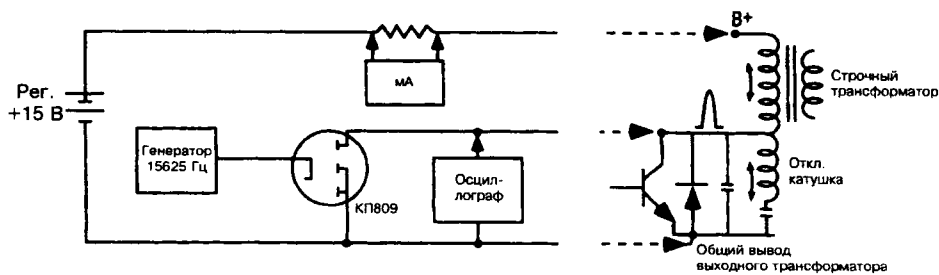 В+
мА
Рег.
+15 В
Строчный
трансформатор
Генератор
15625 Гц
КП809
Осцил-
лограф
Откл.
катушка
Общий вывод
выходного трансформатора